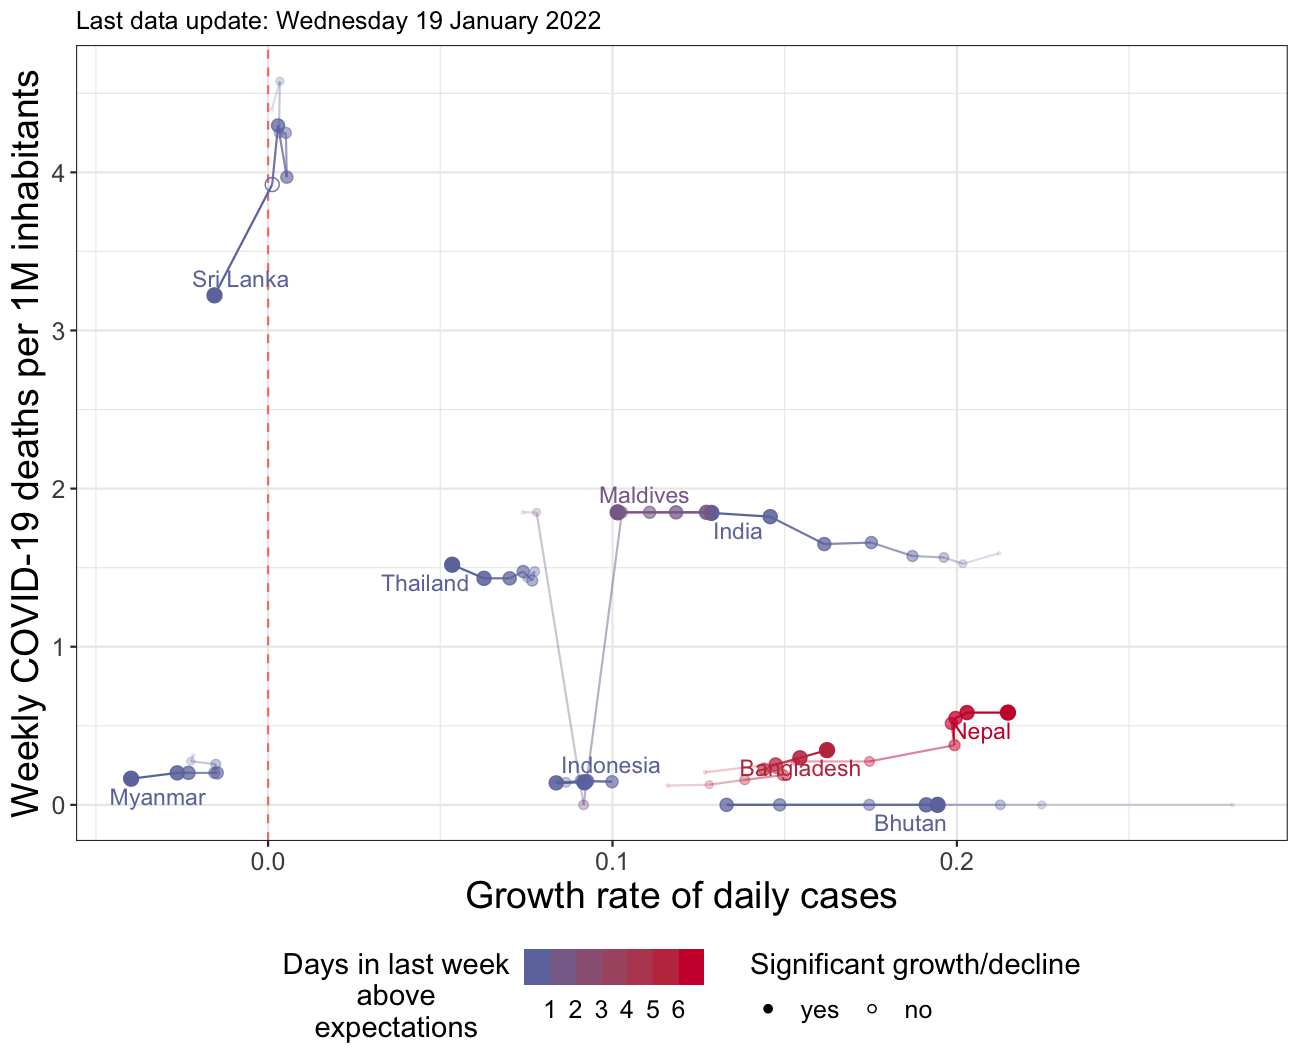 Last data update: Wednesday 19 January 2022
Weekly COVID-19 deaths per 1M inhabitants
4
3
2
1
0
Sri Lanka
Maldives
India
Thailand
Nepal
Indonesia
Bangladesh
Myanmar
Bhutan
0.0 0.1 0.2
Growth rate of daily cases
Days in last week
above
expectations
1 2 3 4 5 6
Significant growth/decline
yes no